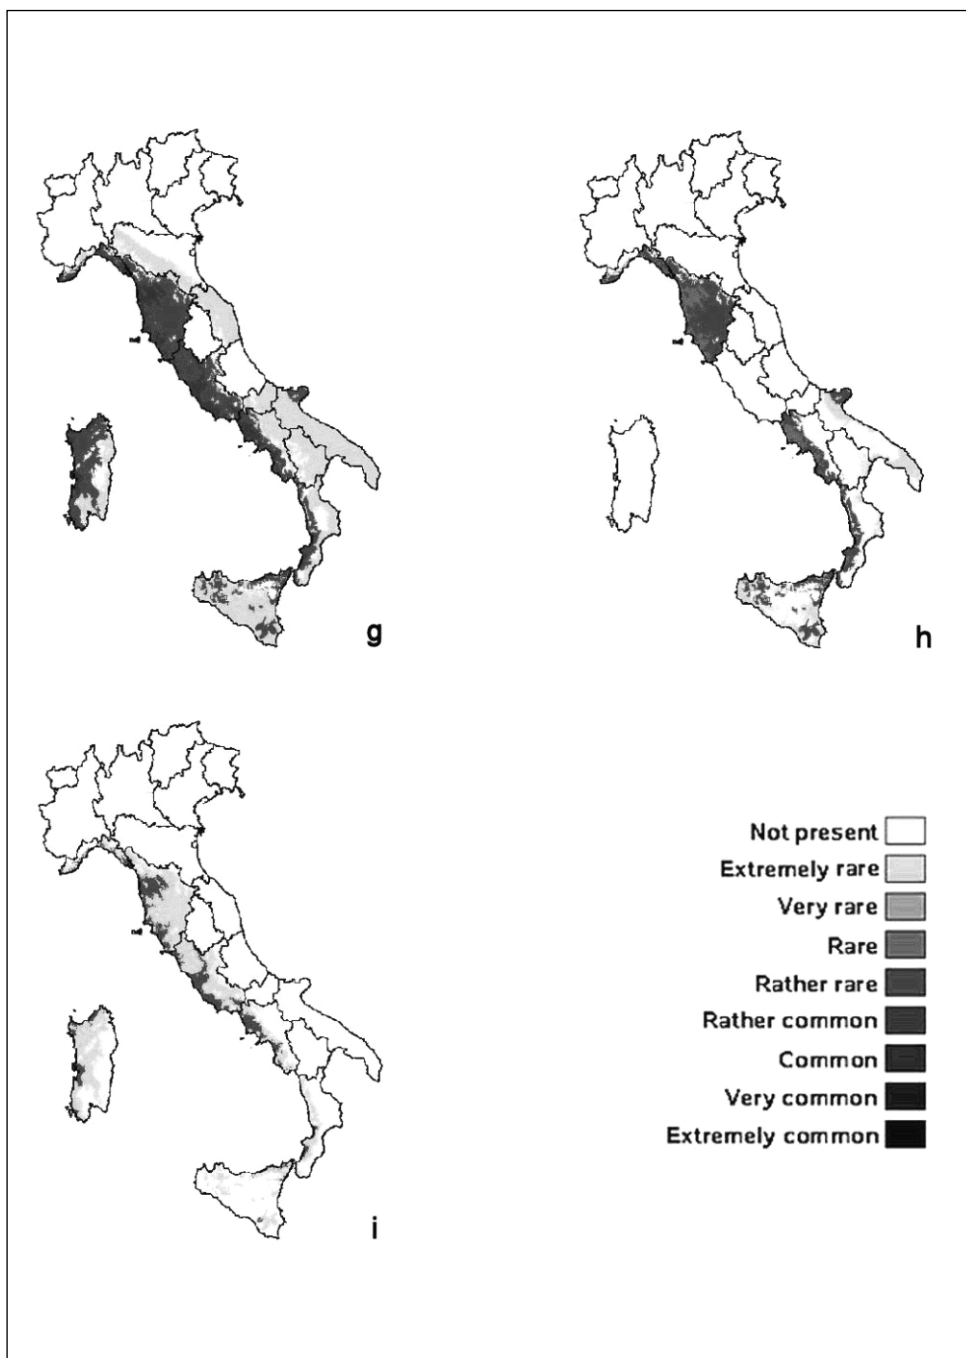 g
h
i
Not present
Extremely rare
Very rare
Rare
Rather rare
Rather common
Common
Very common
Extremely common